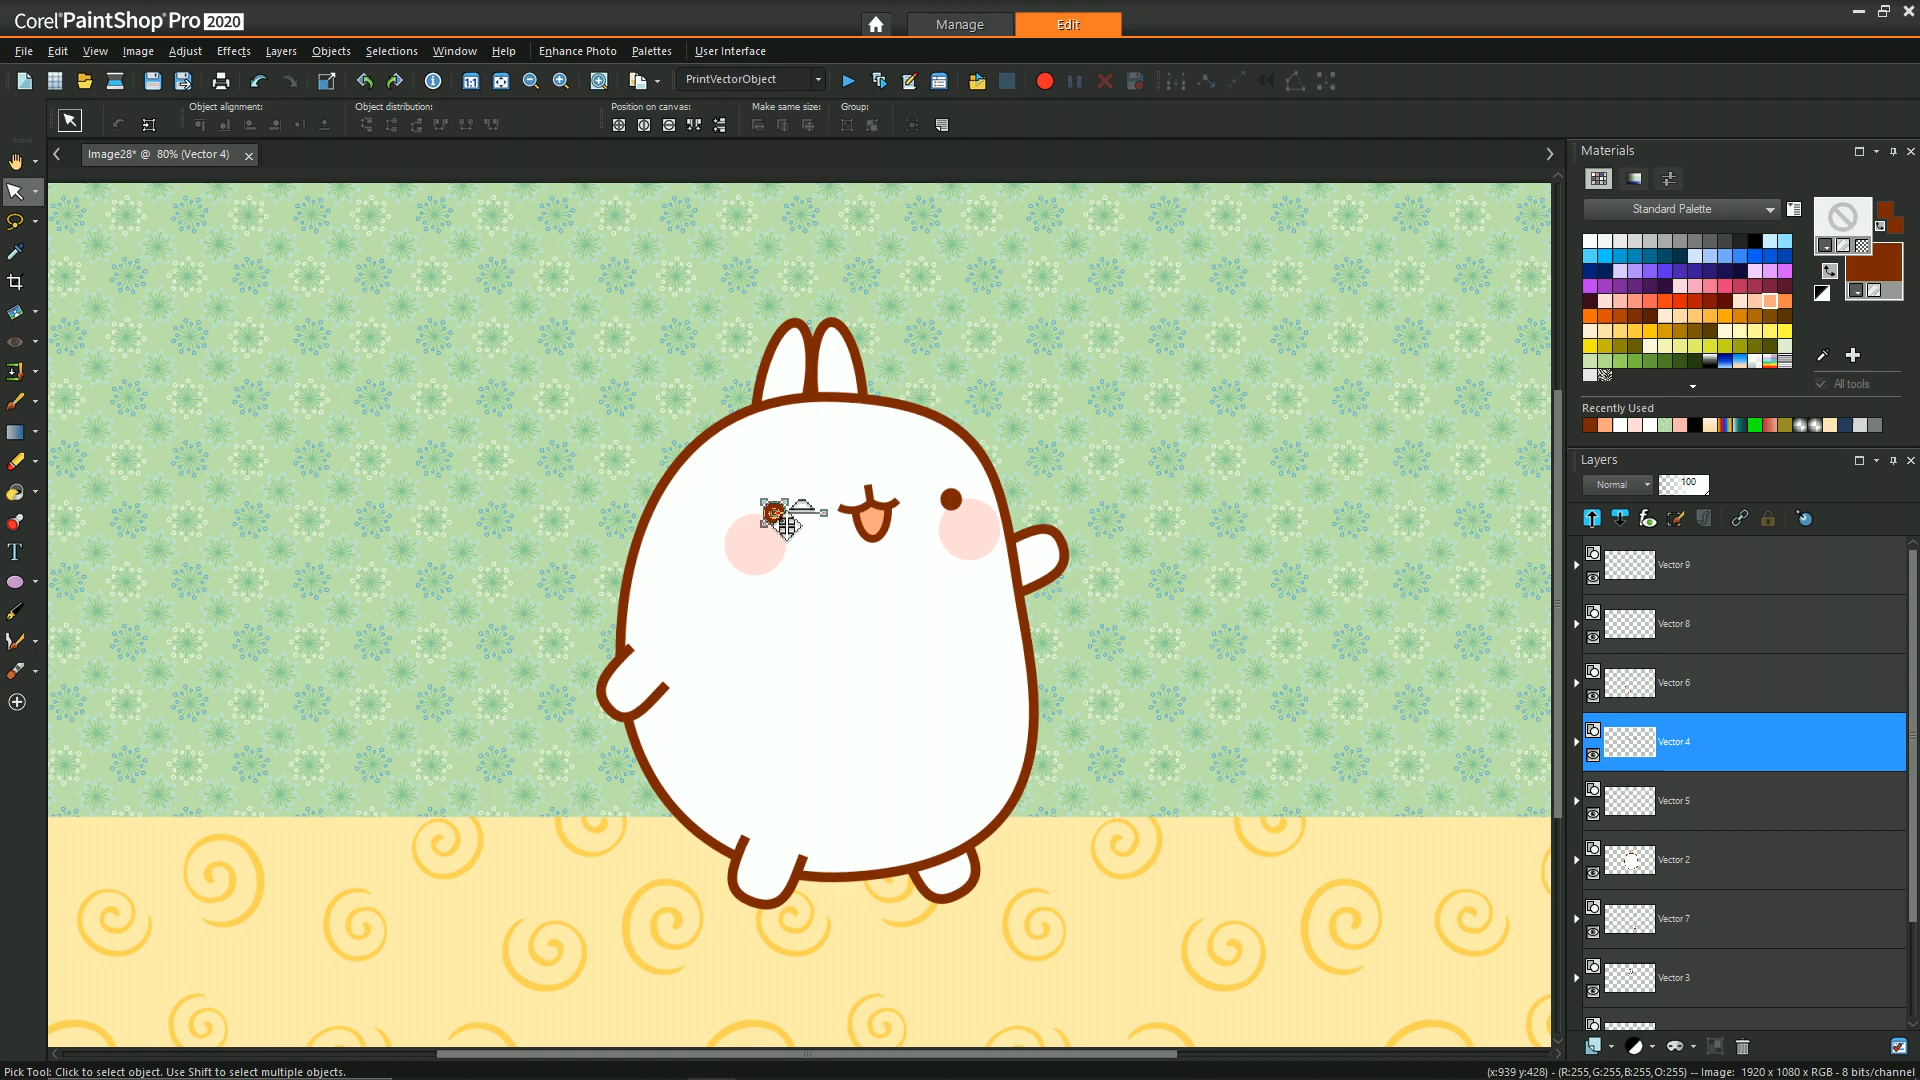 Corel PaintShop Pro 2020
Manage
Edit
File Edit View Image Adjust Effects Layers Objects Selections Window Help Enhance Photo Palettes User Interface
PrintVectorObject
Object alignment:
Object distribution:
Position on canvas:
Make same size:
Group:
Image28* @ 80% (Vector 4)
Materials
Standard Palette
All tools
Recently Used
Layers
Normal
100
Vector 9
Vector 8
Vector 6
Vector 4
Vector 5
Vector 2
Vector 7
Vector 3
Pick Tool: Click to select object. Use Shift to select multiple objects.
(x:939 y:428) - (R:255,G:255,B:255,O:255) -- Image: 1920 x 1080 x RGB - 8 bits/channel